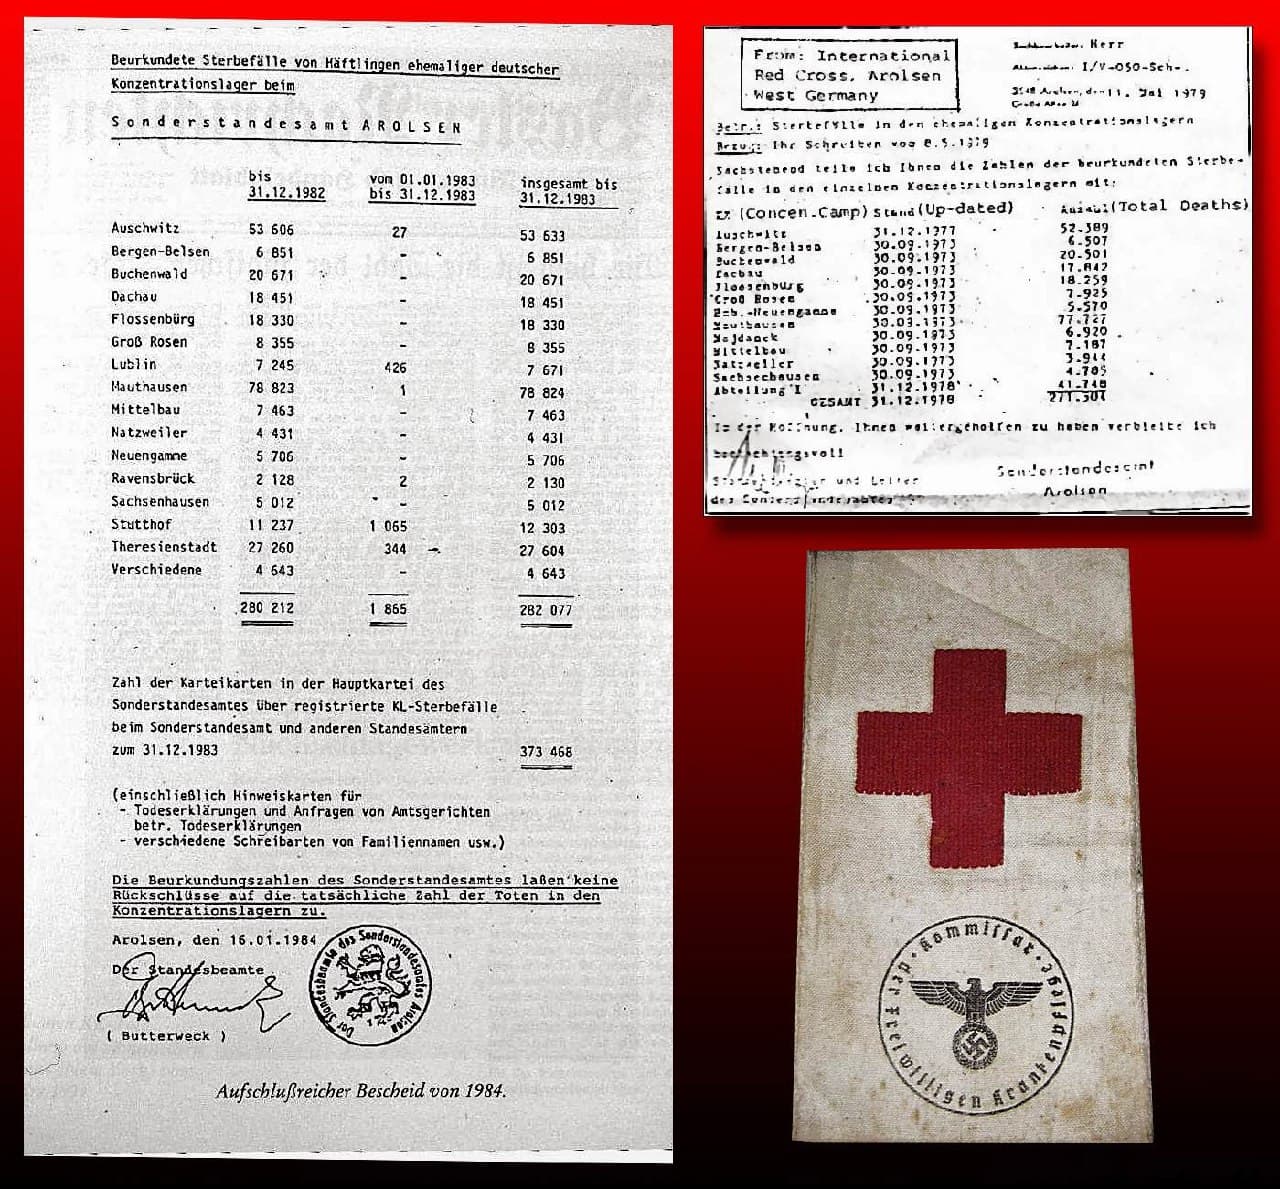 Beurkundete Sterbefälle von Häftlingen ehemaliger deutscher
Konzentrationslager beim
Sonderstandesamt AROLSEN
bis 31.12.1982 vom 01.01.1983 bis 31.12.1983 insgesamt bis 31.12.1983
Auschwitz 53 606 27 53 633
Bergen-Belsen 6 851 - 6 851
Buchenwald 20 671 - 20 671
Dachau 18 451 - 18 451
Flossenbürg 18 330 - 18 330
Groß Rosen 8 355 - 8 355
Lublin 7 245 426 7 671
Mauthausen 78 823 1 78 824
Mittelbau 7 463 - 7 463
Natzweiler 4 431 - 4 431
Neuengamme 5 706 - 5 706
Ravensbrück 2 128 2 2 130
Sachsenhausen 5 012 - 5 012
Stutthof 11 237 1 065 12 303
Theresienstadt 27 260 344 27 604
Verschiedene 4 643 - 4 643
280 212 1 865 282 077
Zahl der Karteikarten in der Hauptkartei des
Sonderstandesamtes über registrierte KL-Sterbefälle
beim Sonderstandesamt und anderen Standesämtern
zum 31.12.1983 373 468
(einschließlich Hinweiskarten für
- Todeserklärungen und Anfragen von Amtsgerichten
betr. Todeserklärungen
- verschiedene Schreibarten von Familiennamen usw.)
Die Beurkundungszahlen des Sonderstandesamtes laßen keine
Rückschlüsse auf die tatsächliche Zahl der Toten in den
Konzentrationslagern zu.
Arolsen, den 16.01.1984
Der Standesbeamte
( Butterweck )
Der Standesbeamte des Sonderstandesamtes Arolsen
Aufschlußreicher Bescheid von 1984.
From: International
Red Cross, Arolsen
West Germany
Herr
I/V-050-Sch-.
3548 Arolsen, den 11. Mai 1979
Betr.: Sterbefälle in den ehemaligen Konzentrationslagern
Bezug: Ihr Schreiben vom 8.5.1979
Nachstehend teile ich Ihnen die Zahlen der beurkundeten Sterbe-
fälle in den einzelnen Konzentrationslagern mit:
KZ (Concen.Camp) stand (Up-dated) Anzahl (Total Deaths)
Auschwitz 31.12.1977 52.389
Bergen-Belsen 30.09.1973 6.507
Buchenwald 30.09.1973 20.501
Dachau 30.09.1973
Flossenburg 30.09.1973 18.259
Groß Rosen 30.09.1973 7.925
30.09.1973 5.570
Mauthausen 30.09.1973 77.727
Majdanek 30.09.1973 6.920
Mittelbau 30.09.1973 7.187
Natzweiler 30.09.1973
Sachsenhausen 30.09.1973
Abteilung I 31.12.1978
GESAMT 31.12.1978
In der Hoffnung, Ihnen weitergeholfen zu haben verbleibe ich
hochachtungsvoll
und Leiter
des
Sonderstandesamt
Arolsen
Kommissar der Freiwilligen Krankenpflege